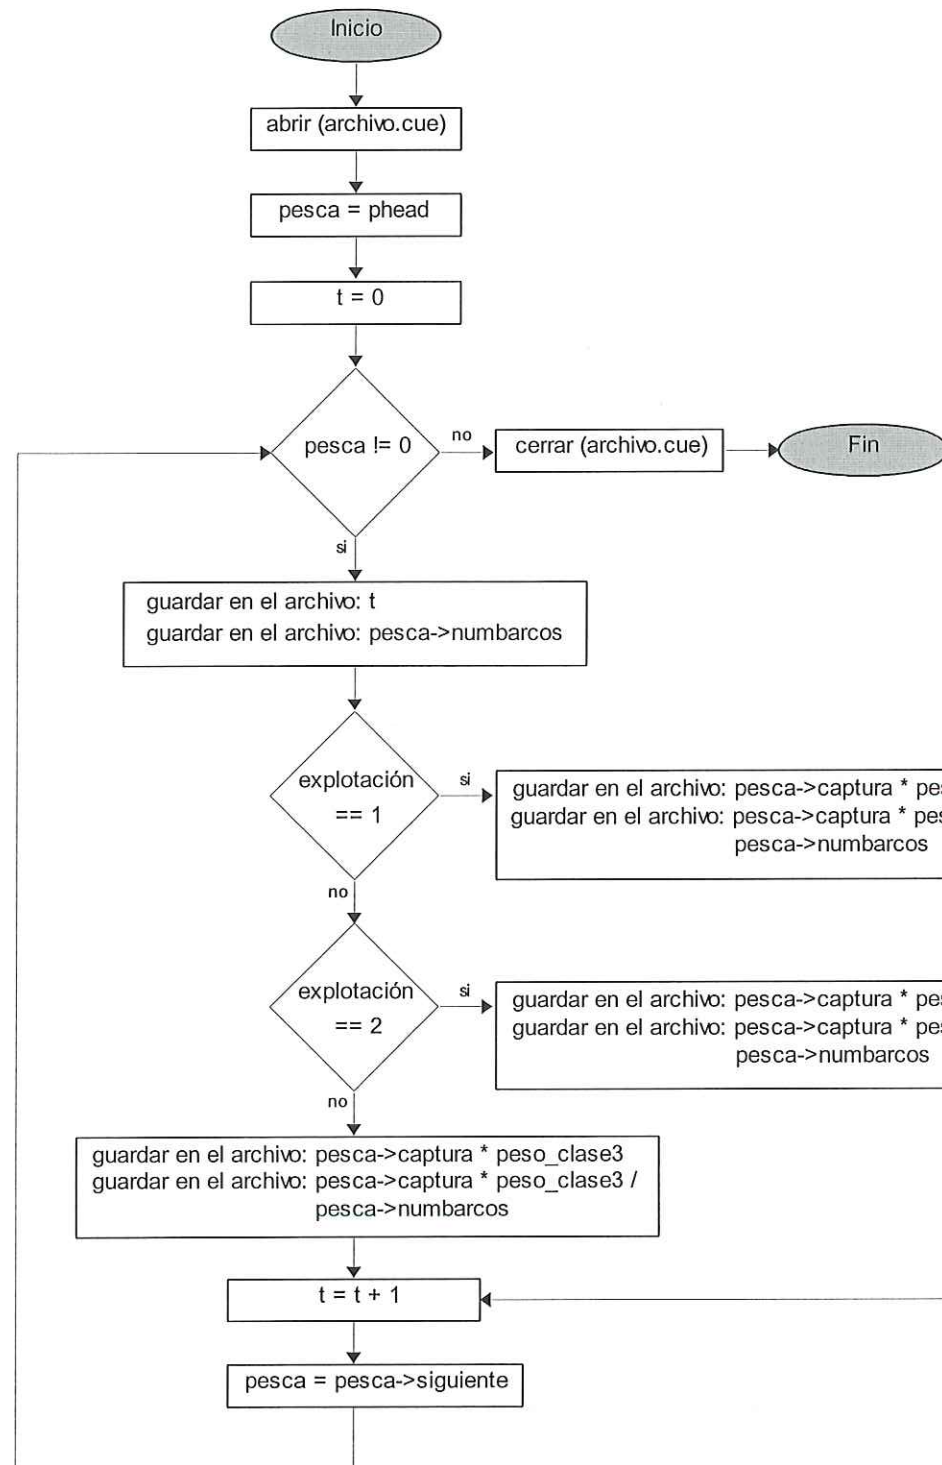 Inicio
abrir (archivo.cue)
pesca = phead
t = 0
pesca != 0
no
cerrar (archivo.cue)
Fin
si
guardar en el archivo: t
guardar en el archivo: pesca->numbarcos
explotación
== 1
si
guardar en el archivo: pesca->captura *
guardar en el archivo: pesca->captura *
pesca->numbarcos
no
explotación
== 2
si
guardar en el archivo: pesca->captura *
guardar en el archivo: pesca->captura *
pesca->numbarcos
no
guardar en el archivo: pesca->captura * peso_clase3
guardar en el archivo: pesca->captura * peso_clase3 /
pesca->numbarcos
t = t + 1
pesca = pesca->siguiente